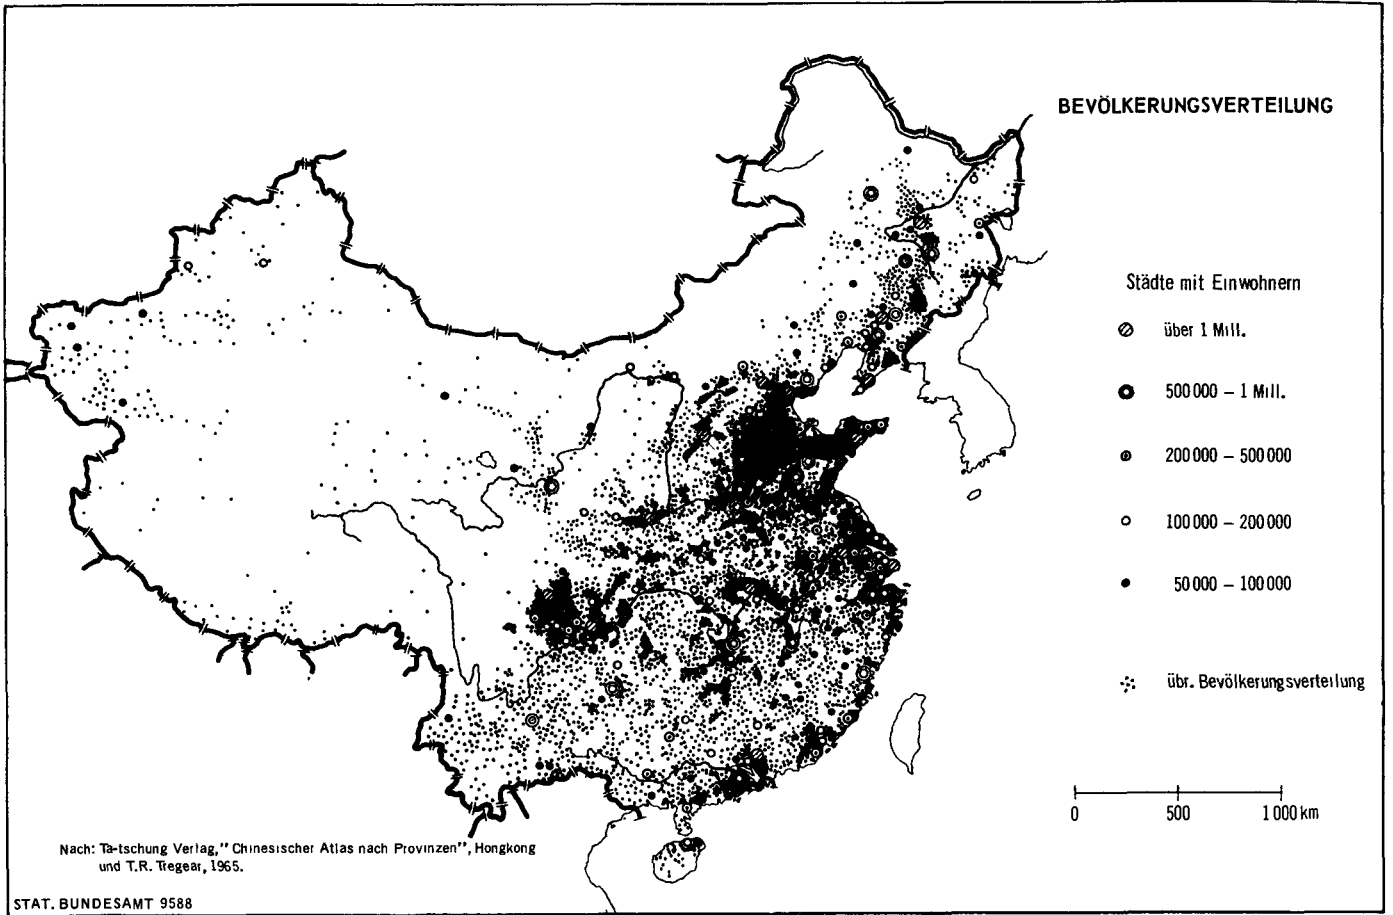 BEVÖLKERUNGSVERTEILUNG
Städte mit Einwohnern
über 1 Mill.
500 000 – 1 Mill.
200 000 – 500 000
100 000 – 200 000
50 000 – 100 000
übr. Bevölkerungsverteilung
0 500 1 000 km
Nach: Ta-tschung Verlag," Chinesischer Atlas nach Provinzen", Hongkong
und T.R. Tregear, 1965.
STAT. BUNDESAMT 9588